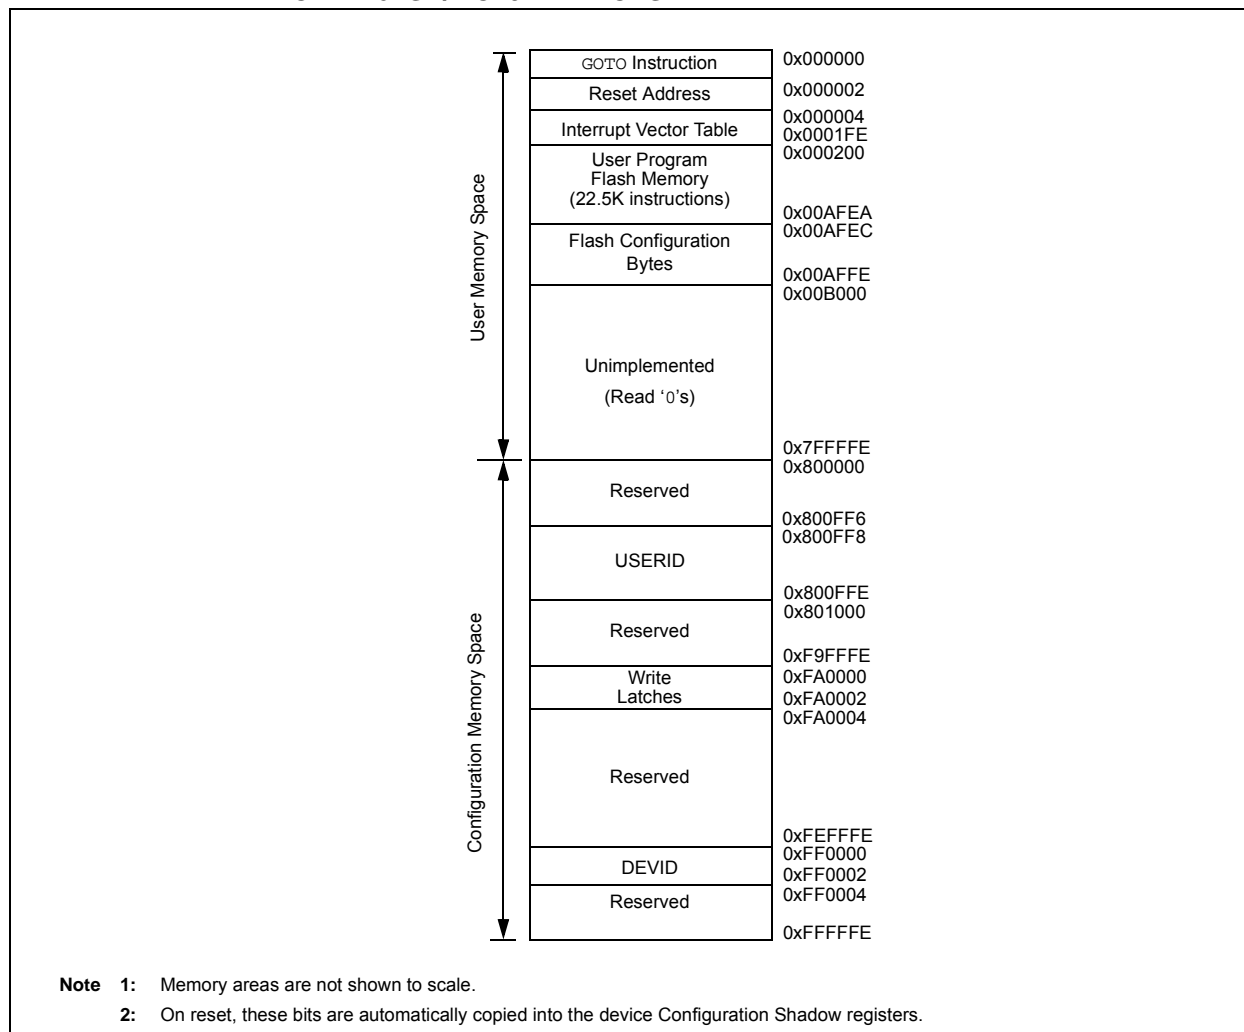 GOTO Instruction
0x000000
Reset Address
0x000002
0x000004
Interrupt Vector Table
0x0001FE
0x000200
User Program
Flash Memory
(22.5K instructions)
0x00AFEA
0x00AFEC
Flash Configuration
Bytes
0x00AFFE
0x00B000
User Memory Space
Unimplemented
(Read ‘0’s)
0x7FFFFE
0x800000
Reserved
0x800FF6
0x800FF8
USERID
0x800FFE
0x801000
Reserved
0xF9FFFE
Write
Latches
0xFA0000
0xFA0002
0xFA0004
Configuration Memory Space
Reserved
0xFEFFFE
0xFF0000
DEVID
0xFF0002
0xFF0004
Reserved
0xFFFFFE
Note 1: Memory areas are not shown to scale.
2: On reset, these bits are automatically copied into the device Configuration Shadow registers.